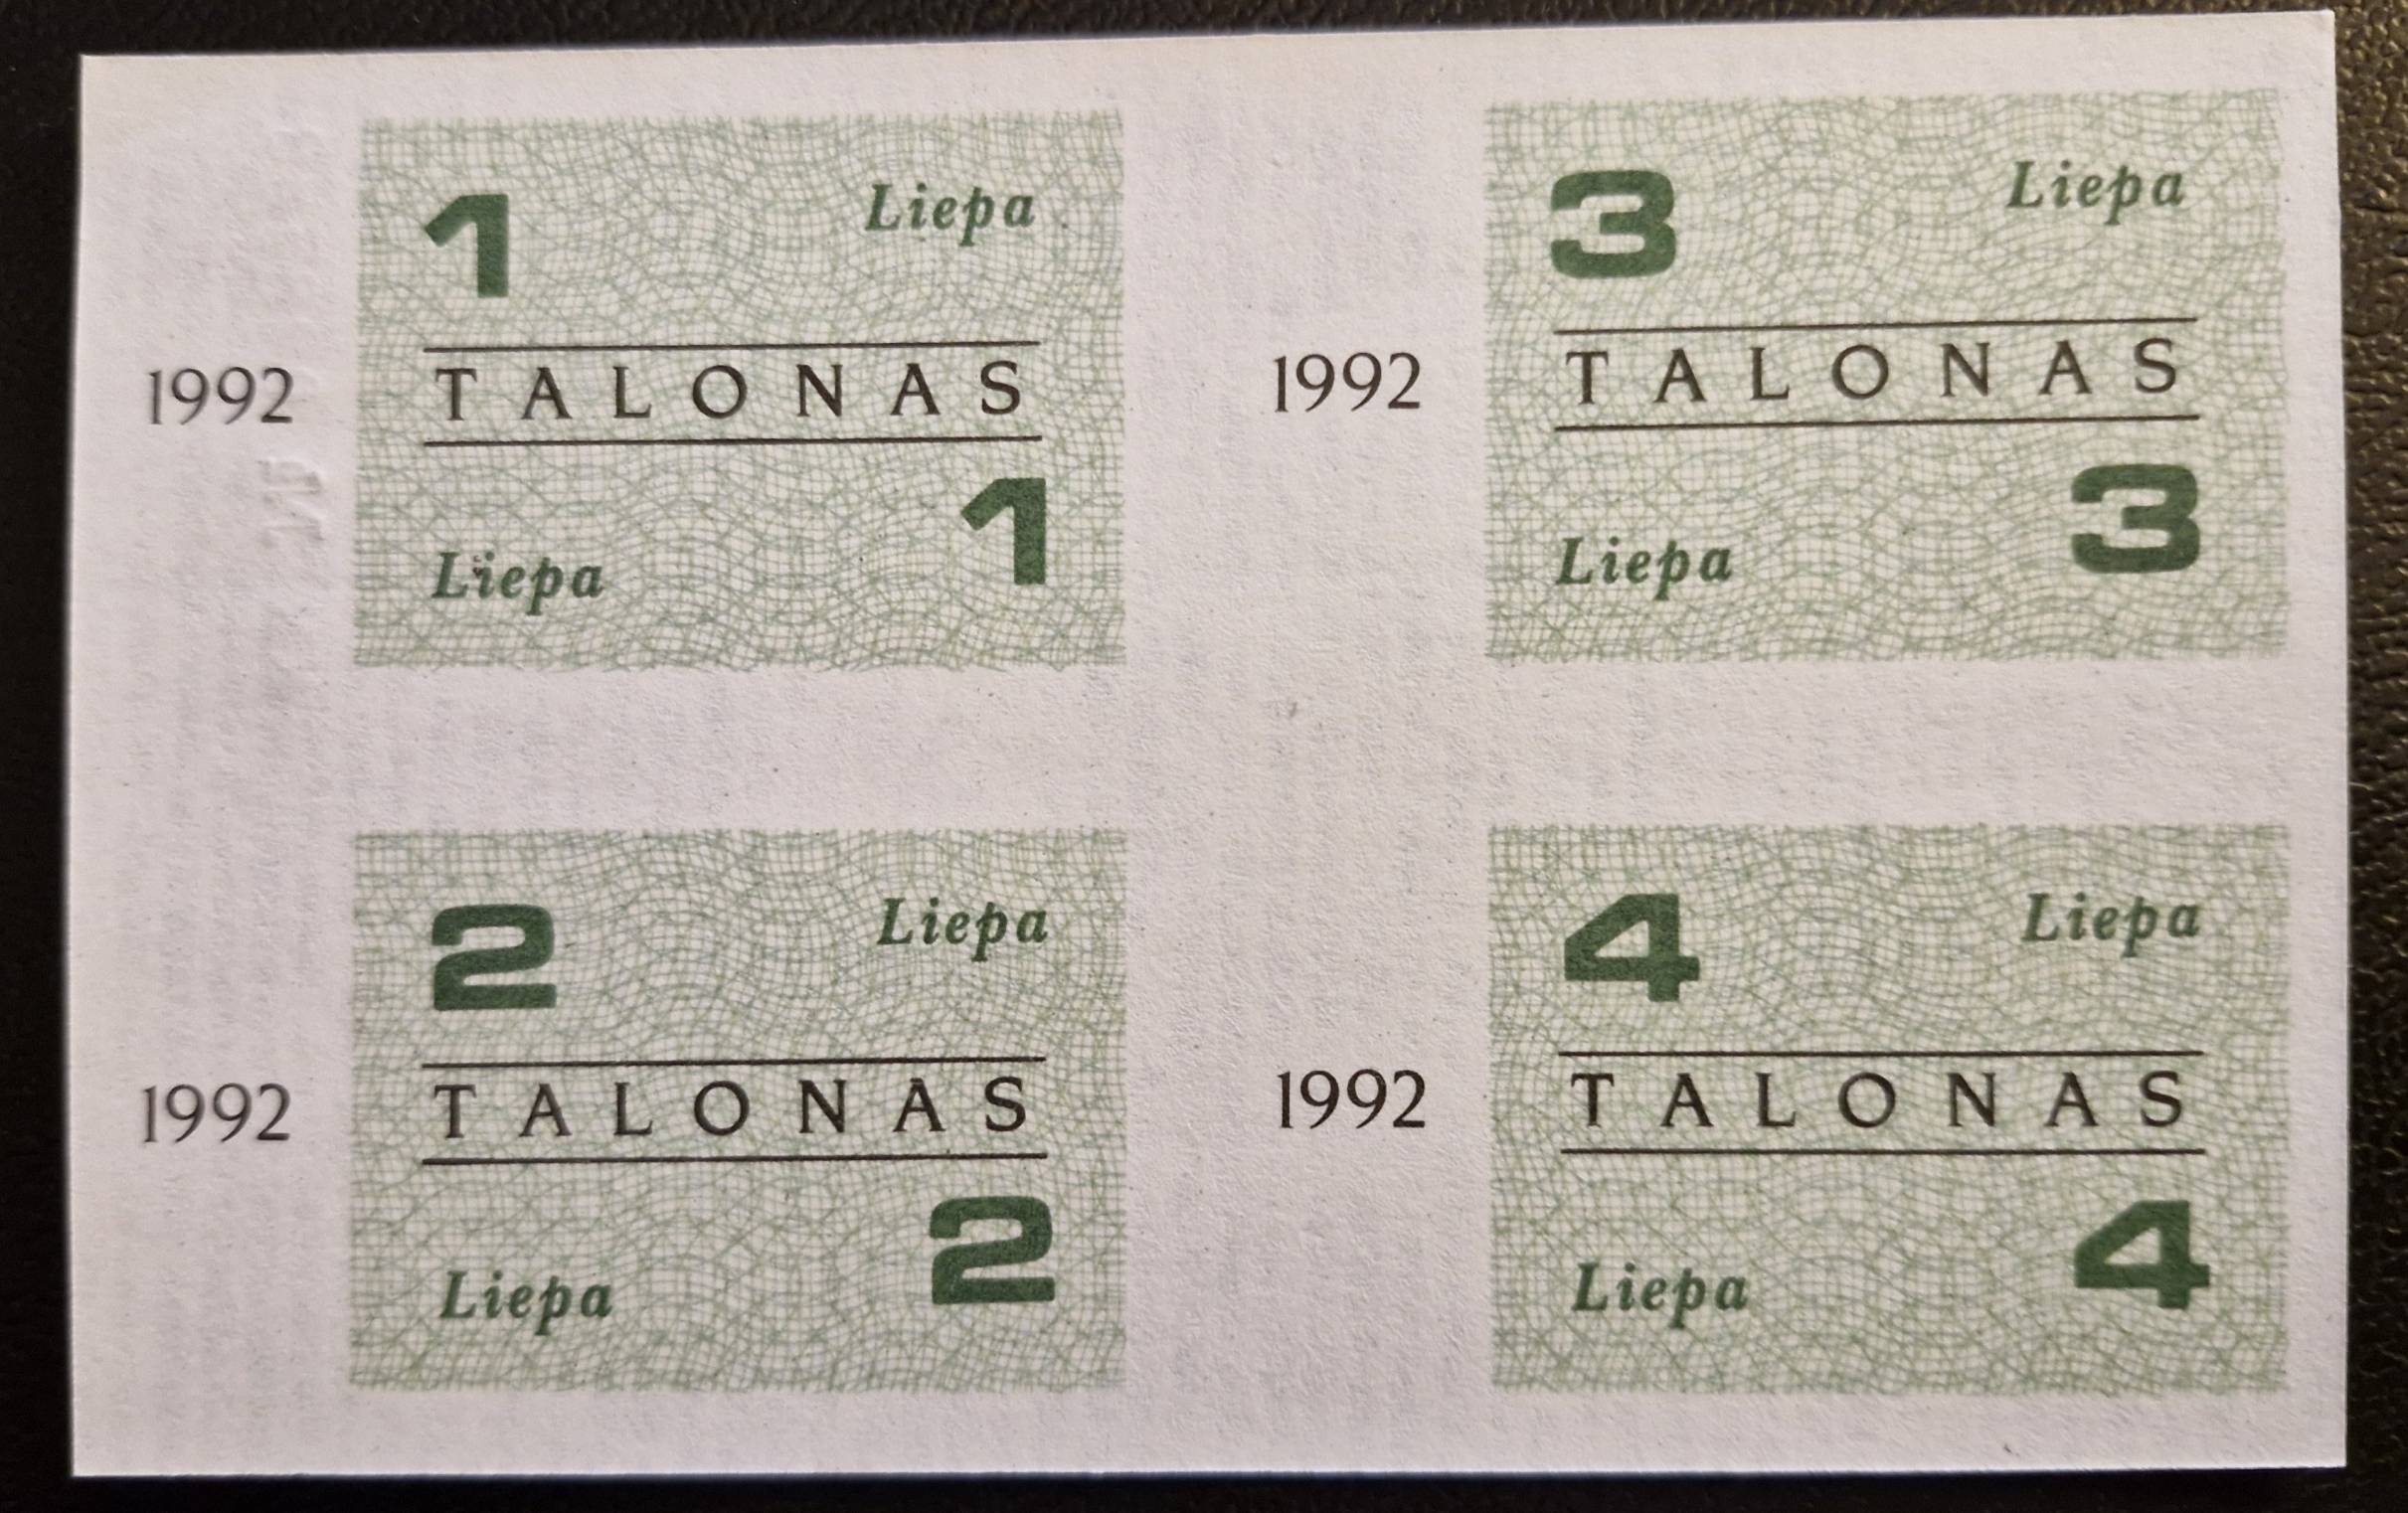 1 Liepa
1992 TALONAS
Liepa 1
3 Liepa
1992 TALONAS
Liepa 3
2 Liepa
1992 TALONAS
Liepa 2
4 Liepa
1992 TALONAS
Liepa 4